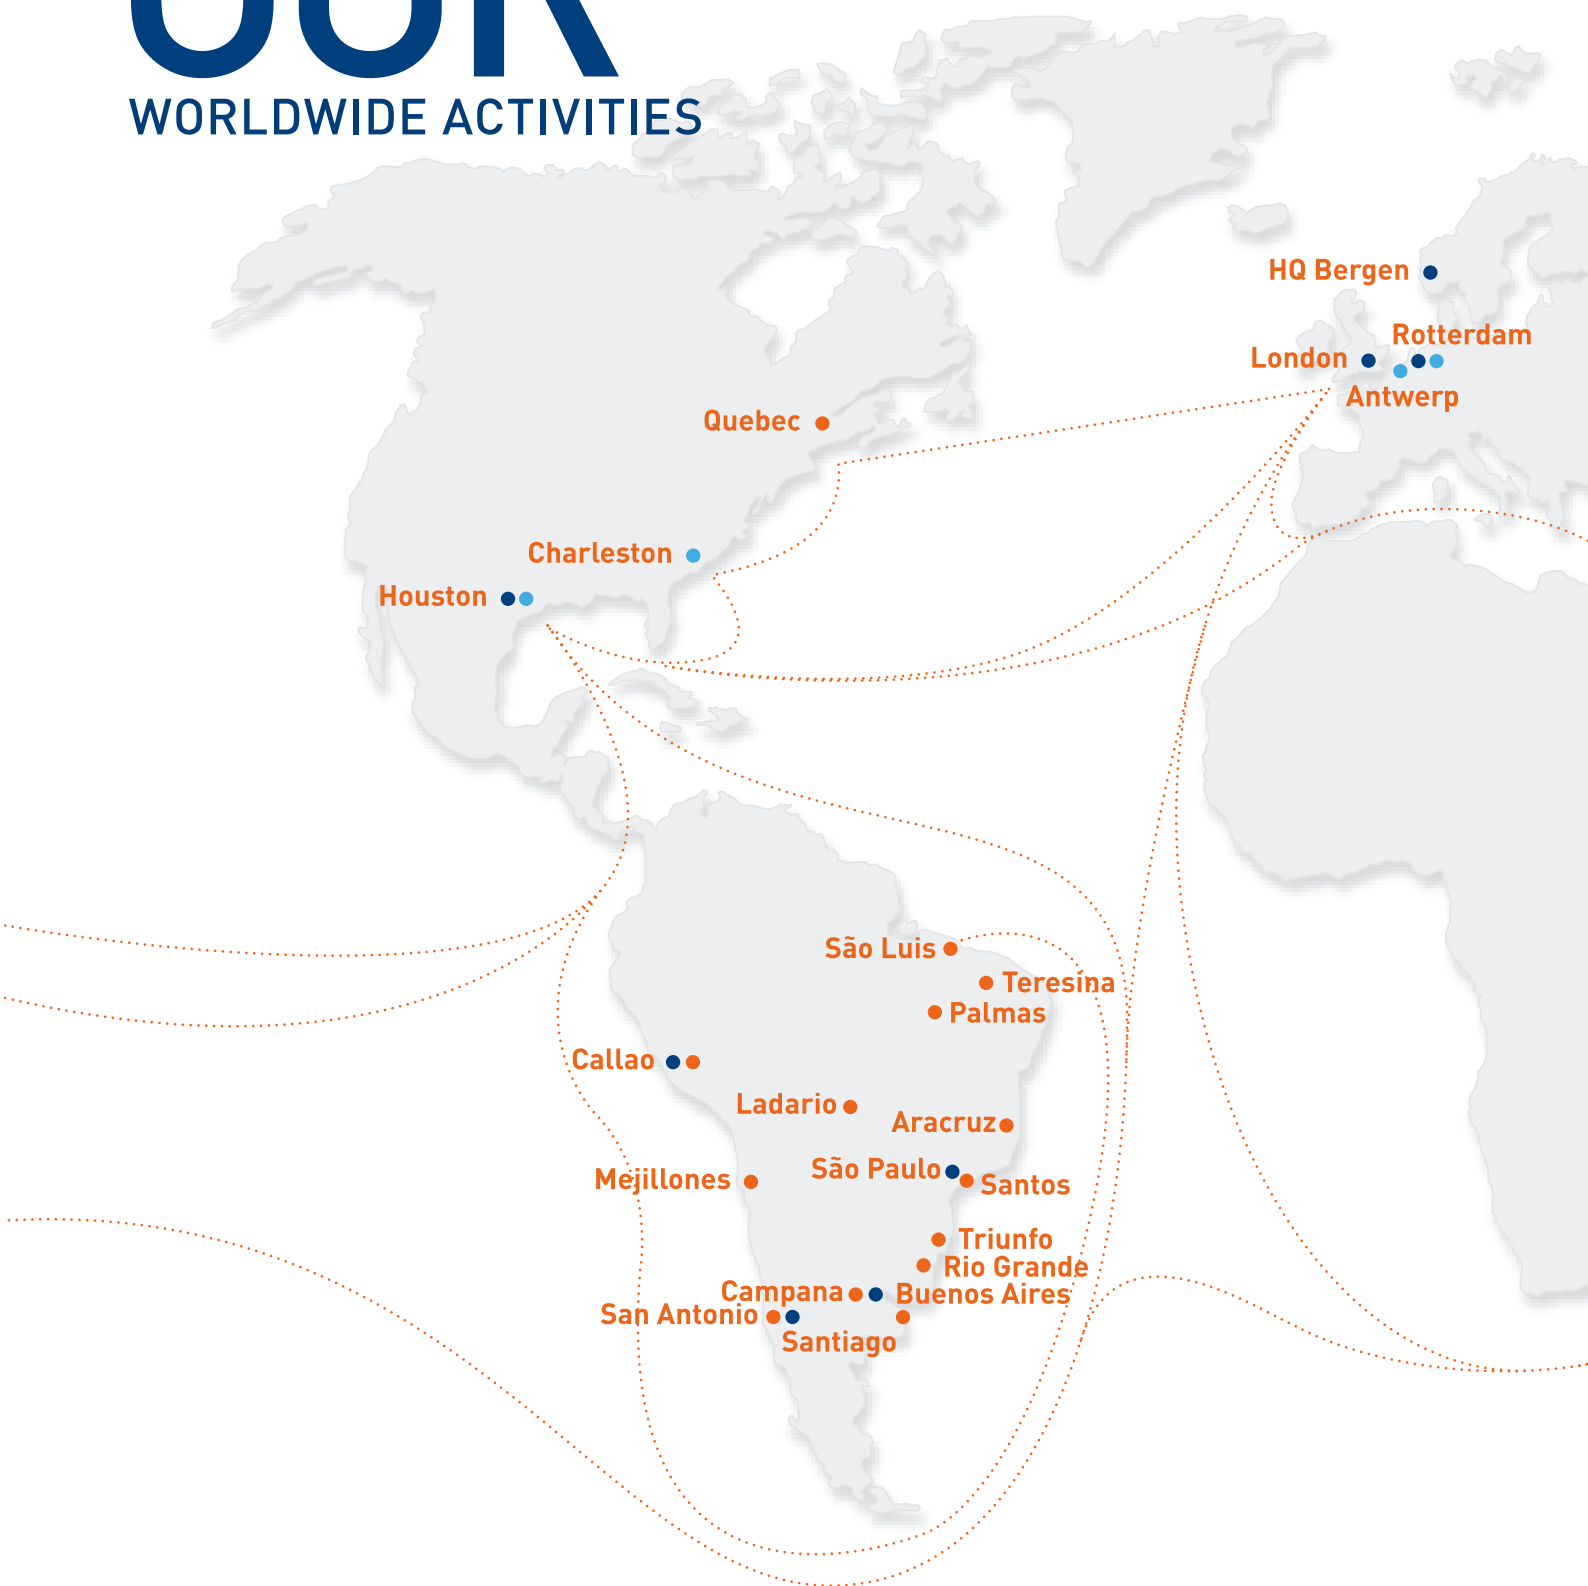 OUR
WORLDWIDE ACTIVITIES
HQ Bergen
Rotterdam
London
Antwerp
Quebec
Charleston
Houston
São Luis
Teresina
Palmas
Callao
Ladario
Aracruz
São Paulo
Mejillones
Santos
Triunfo
Rio Grande
Campana
Buenos Aires
San Antonio
Santiago